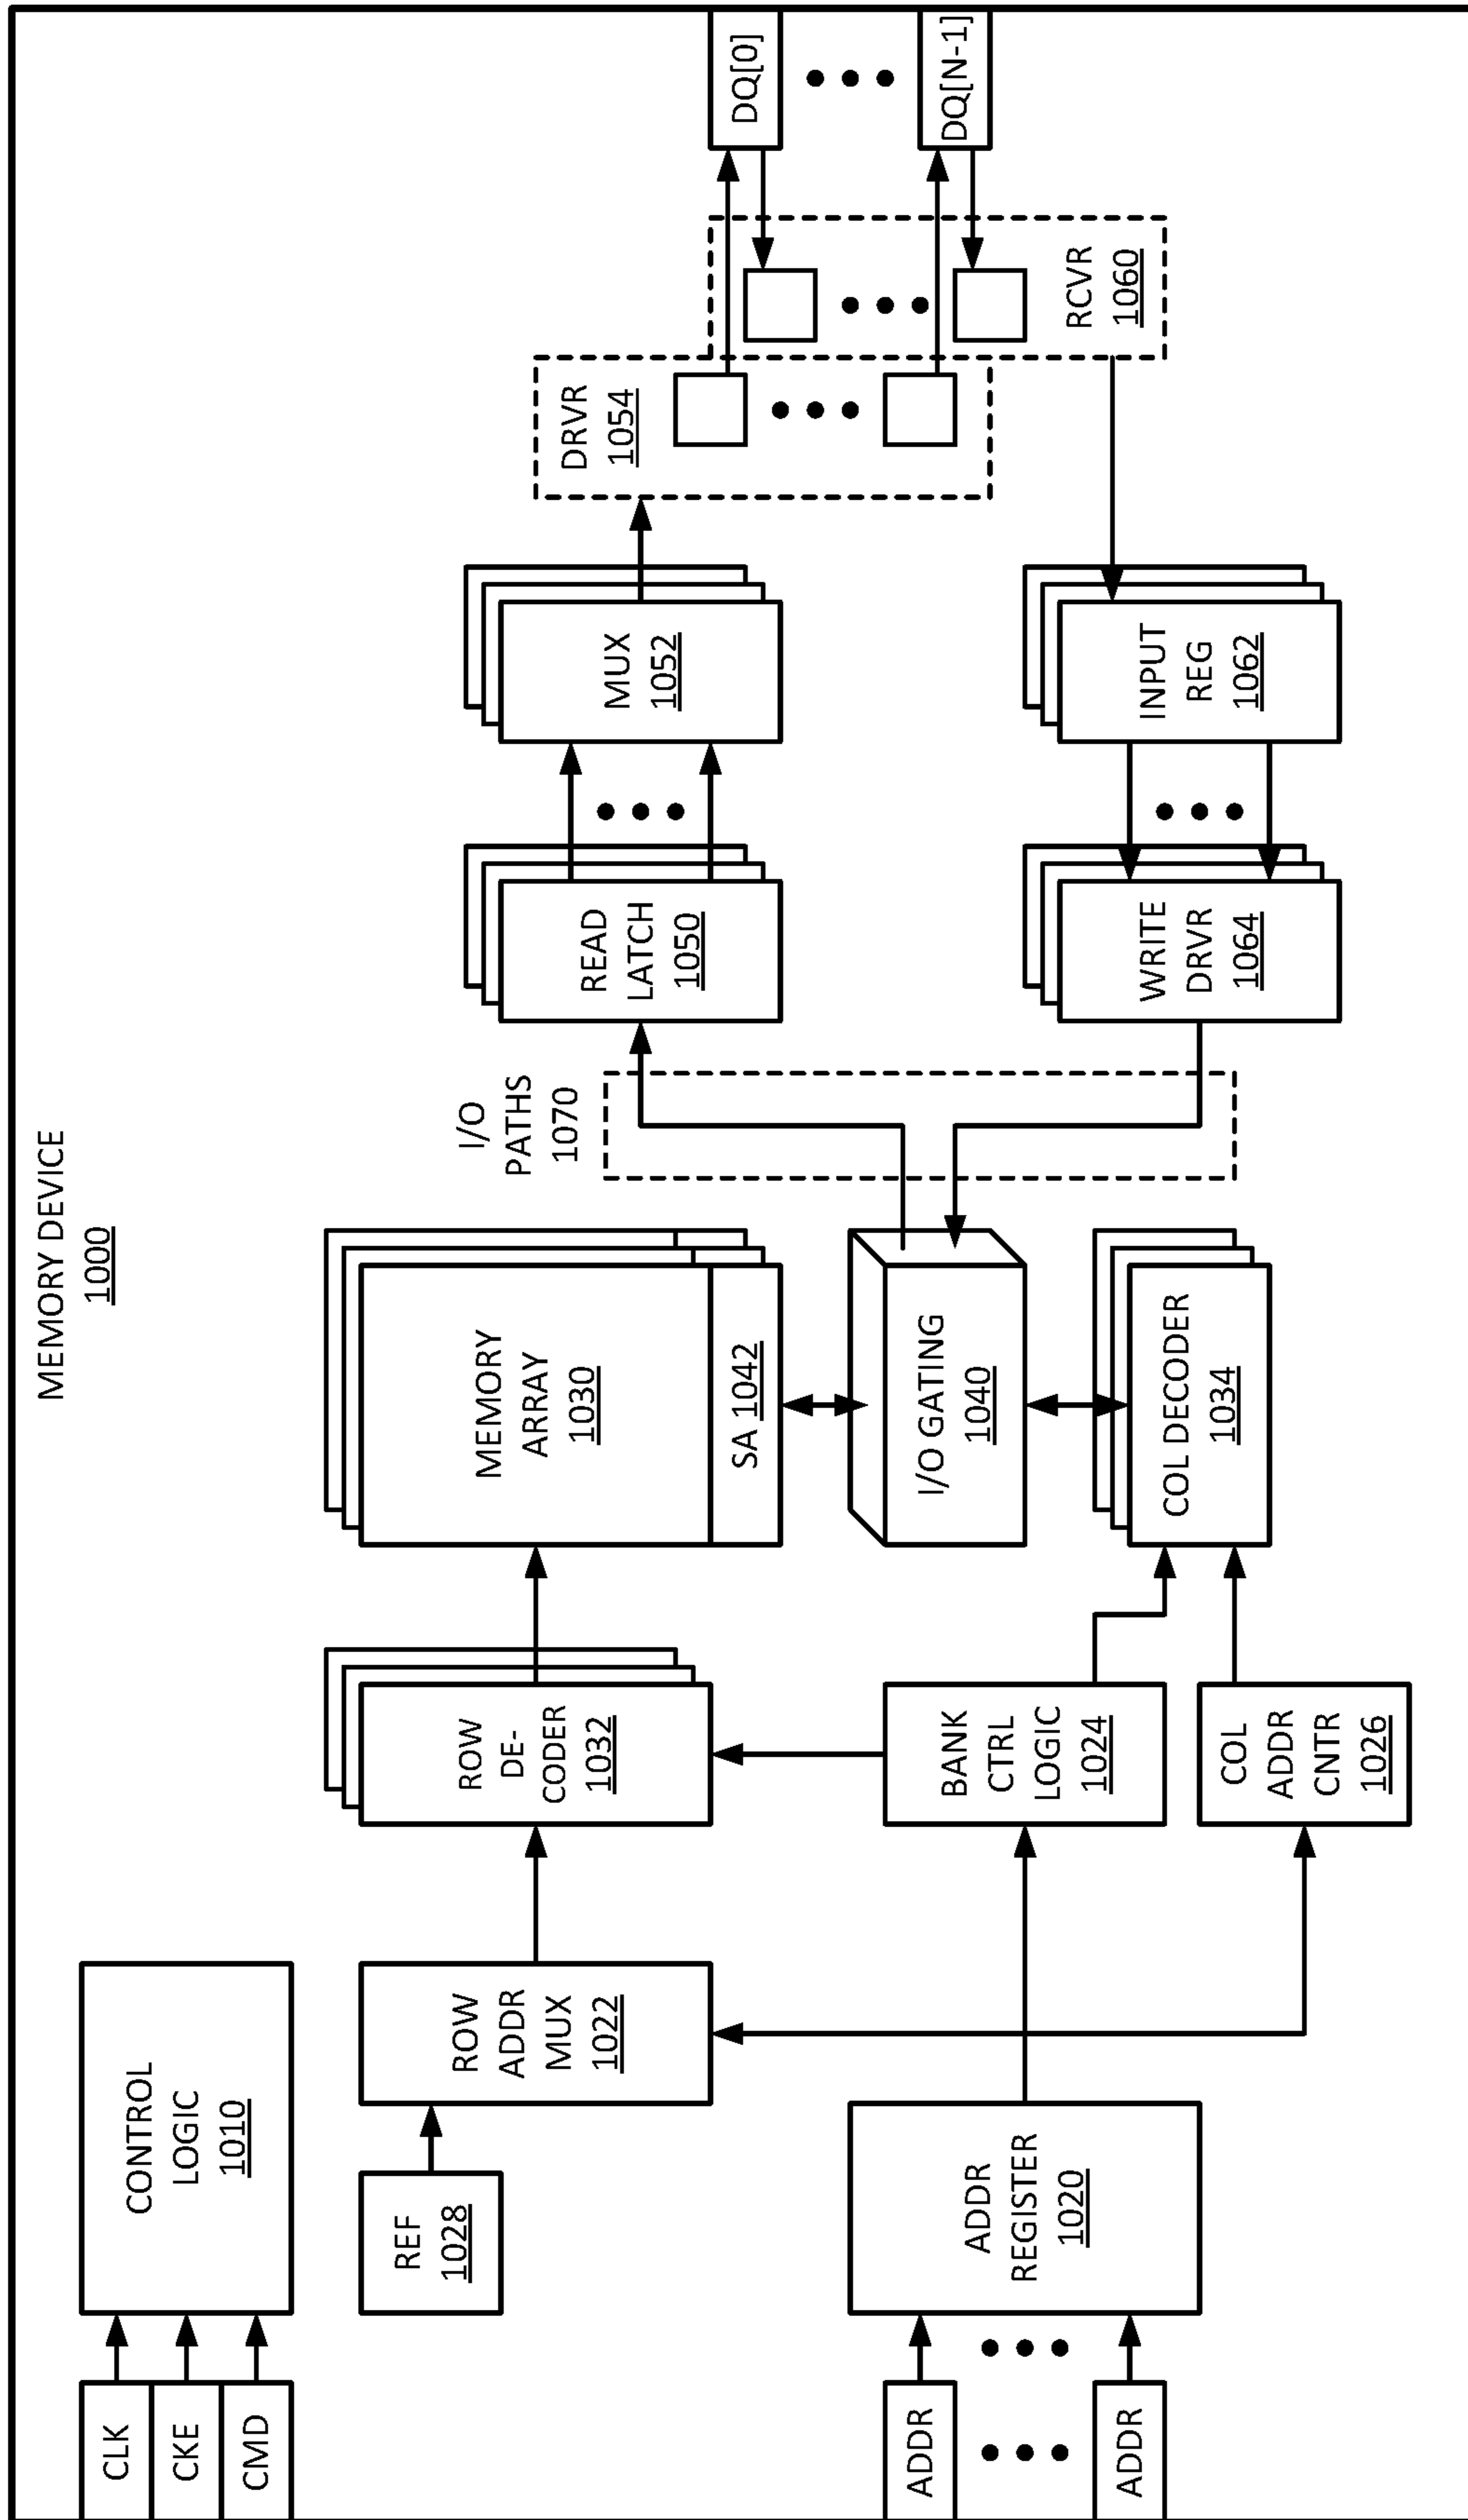 MEMORY DEVICE
1000
CLK
CKE
CMD
CONTROL
LOGIC
1010
REF
1028
ROW
ADDR
MUX
1022
ROW
DE-
CODER
1032
MEMORY
ARRAY
1030
SA 1042
I/O
PATHS
1070
READ
LATCH
1050
MUX
1052
DRVR
1054
DQ[0]
DQ[N-1]
RCVR
1060
ADDR
ADDR
ADDR
REGISTER
1020
BANK
CTRL
LOGIC
1024
COL
ADDR
CNTR
1026
I/O GATING
1040
COL DECODER
1034
WRITE
DRVR
1064
INPUT
REG
1062